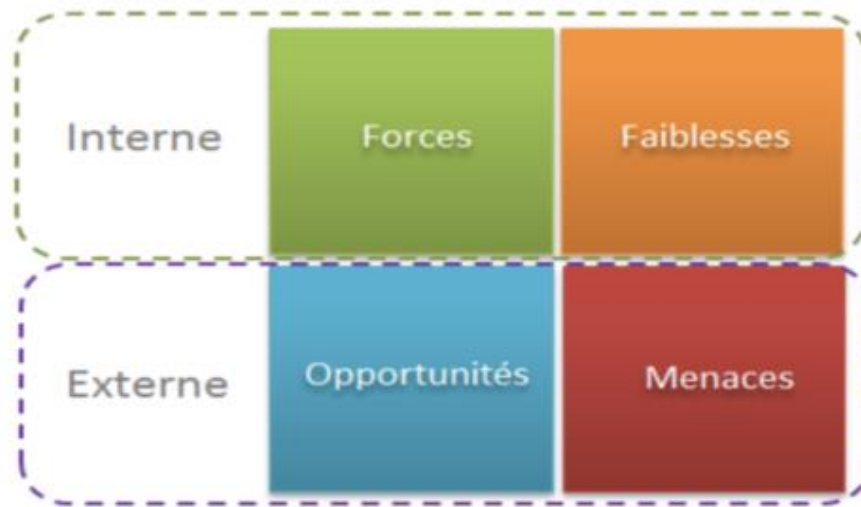 Interne
Forces
Faiblesses
Externe
Opportunités
Menaces